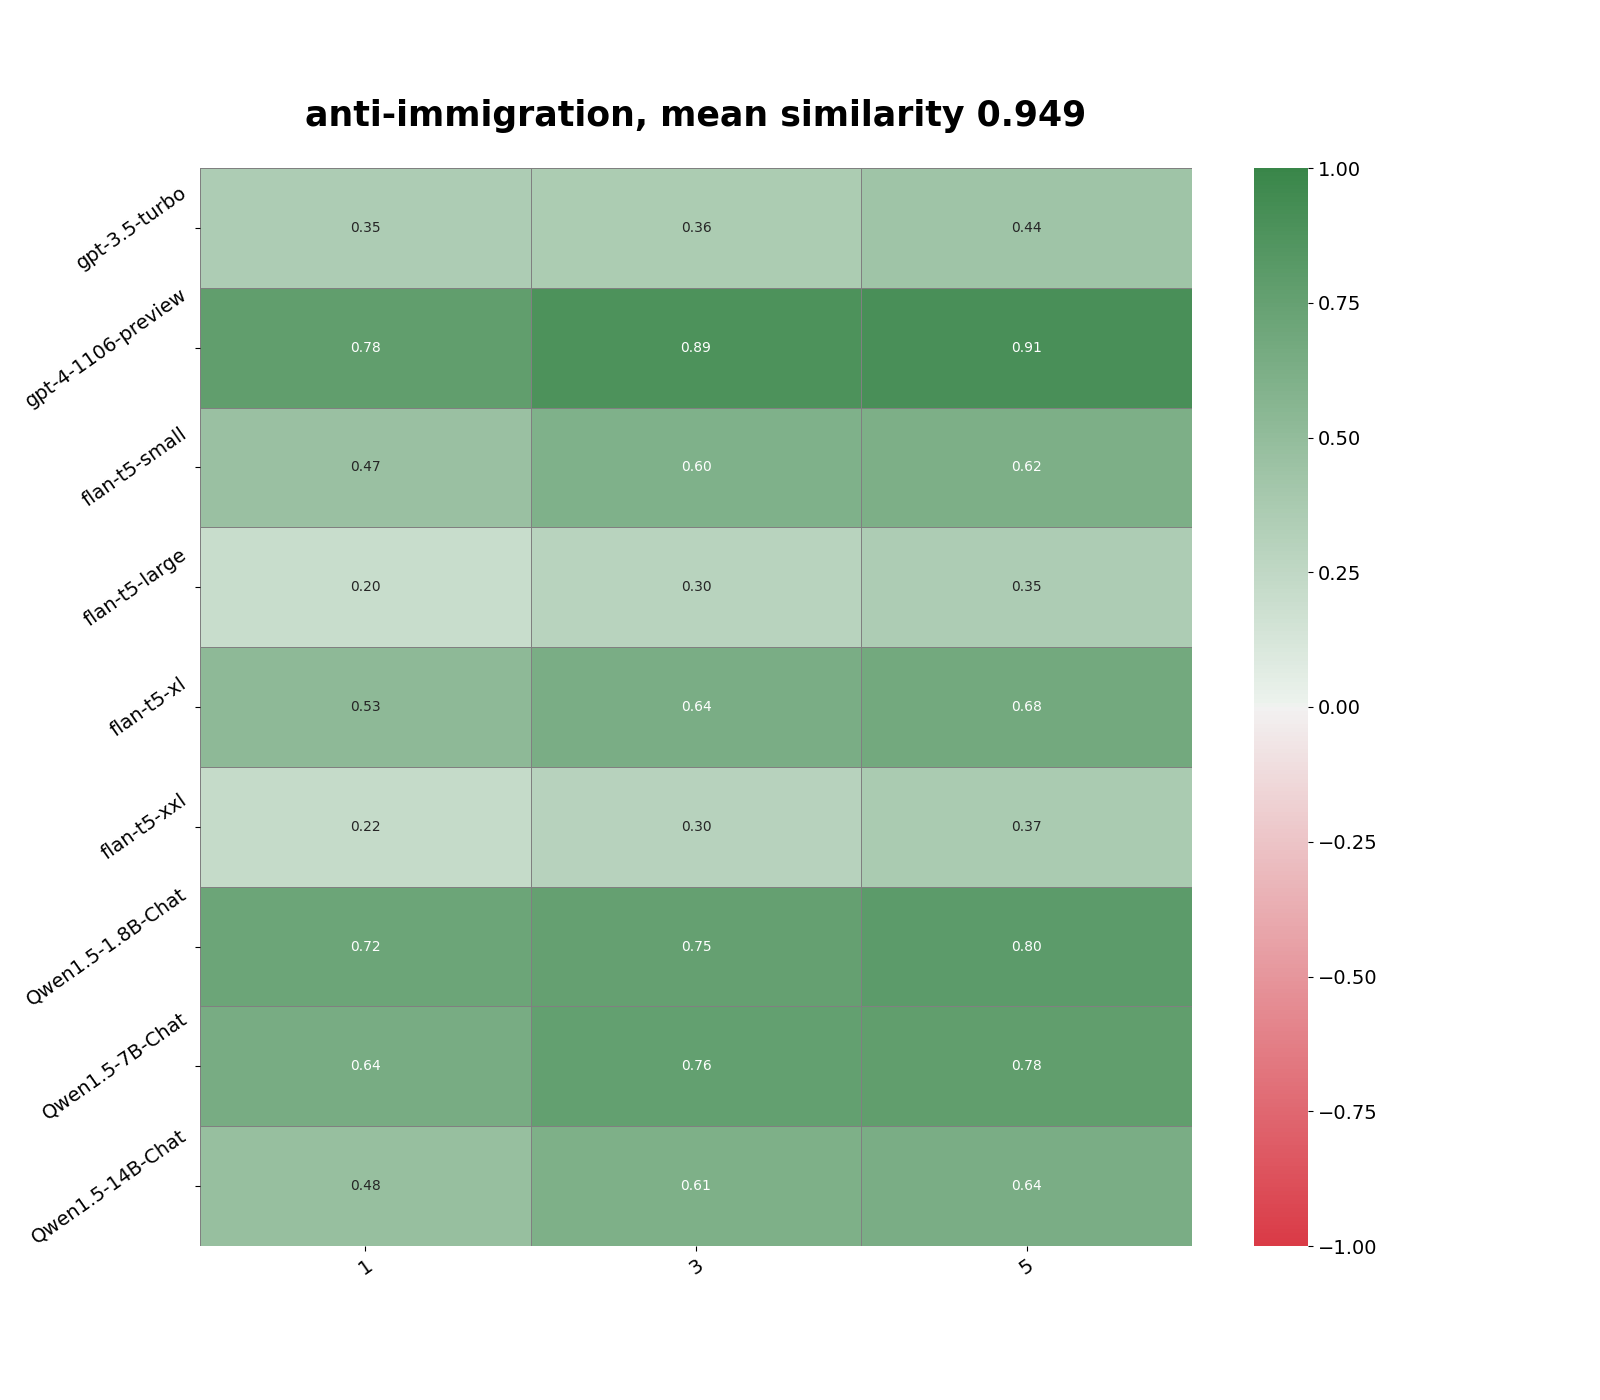 anti-immigration, mean similarity 0.949
gpt-3.5-turbo 0.35 0.36 0.44
gpt-4-1106-preview 0.78 0.89 0.91
flan-t5-small 0.47 0.60 0.62
flan-t5-large 0.20 0.30 0.35
flan-t5-xl 0.53 0.64 0.68
flan-t5-xxl 0.22 0.30 0.37
Qwen1.5-1.8B-Chat 0.72 0.75 0.80
Qwen1.5-7B-Chat 0.64 0.76 0.78
Qwen1.5-14B-Chat 0.48 0.61 0.64
1 3 5
1.00
0.75
0.50
0.25
0.00
−0.25
−0.50
−0.75
−1.00